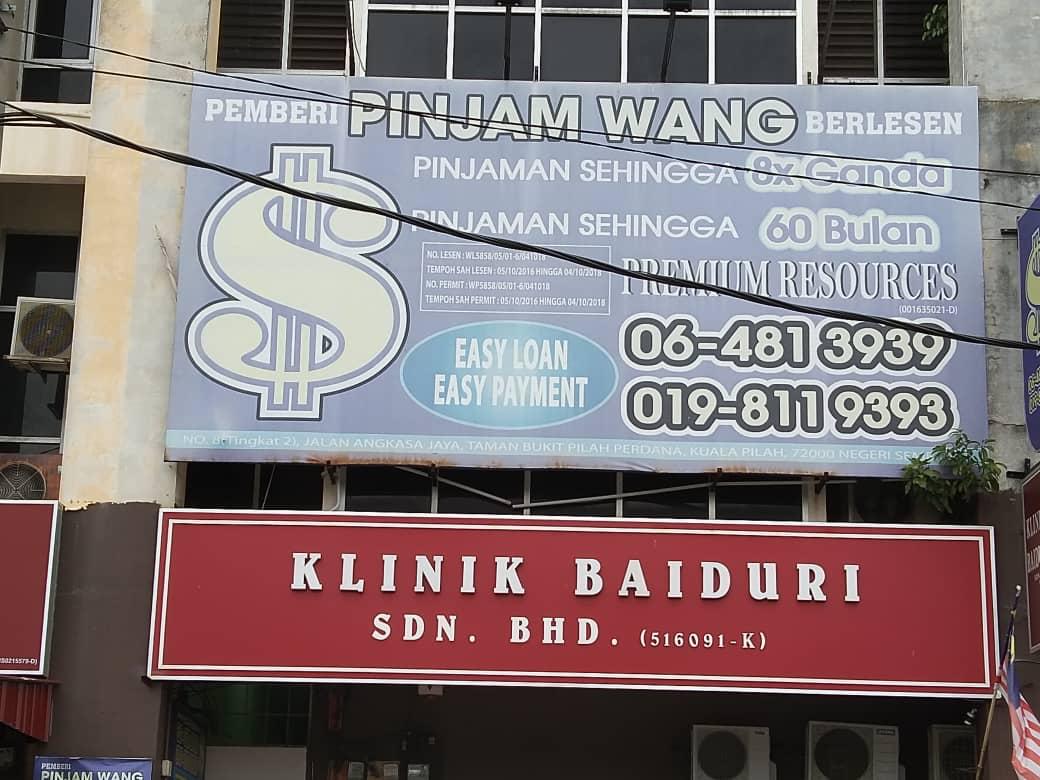 PEMBERI PINJAM WANG BERLESEN
PINJAMAN SEHINGGA 8x Ganda
PINJAMAN SEHINGGA 60 Bulan
NO. LESEN : WL5858/05/01-6/041018
TEMPOH SAH LESEN : 05/10/2016 HINGGA 04/10/2018
NO. PERMIT : WP5858/05/01-6/041018
TEMPOH SAH PERMIT : 05/10/2016 HINGGA 04/10/2018
PREMIUM RESOURCES
(001635021-D)
EASY LOAN
EASY PAYMENT
06-481 3939
019-811 9393
NO. 8(Tingkat 2), JALAN ANGKASA JAYA, TAMAN BUKIT PILAH PERDANA, KUALA PILAH, 72000 NEGERI
KLINIK BAIDURI
SDN. BHD. (516091-K)
PEMBERI
PINJAM WANG